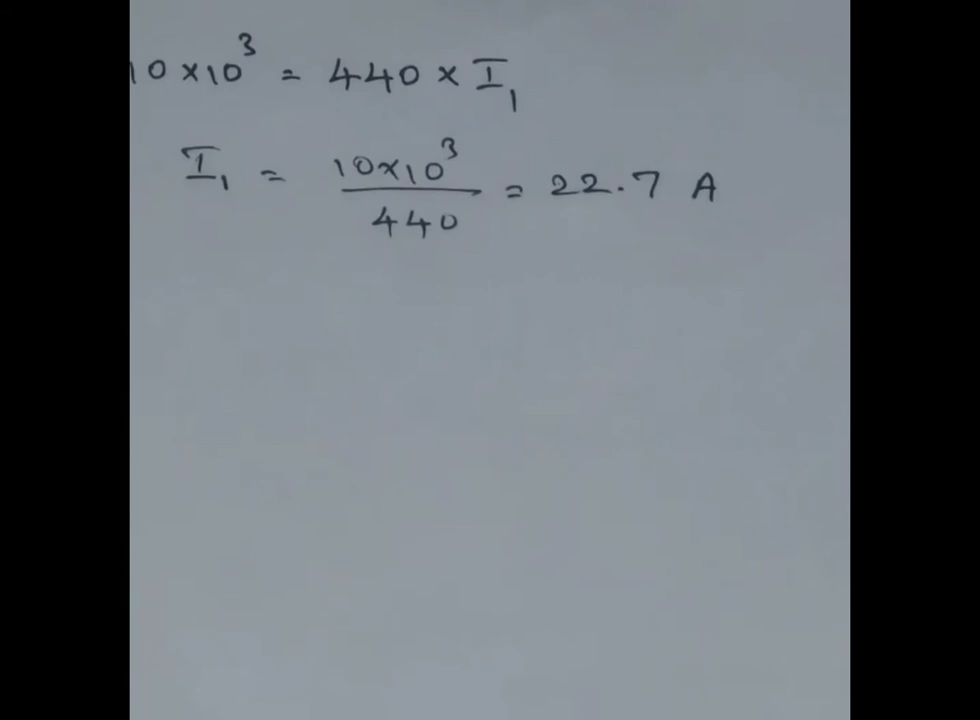 10×10³ = 440 × I₁
I₁ = 10×10³ / 440 = 22.7 A